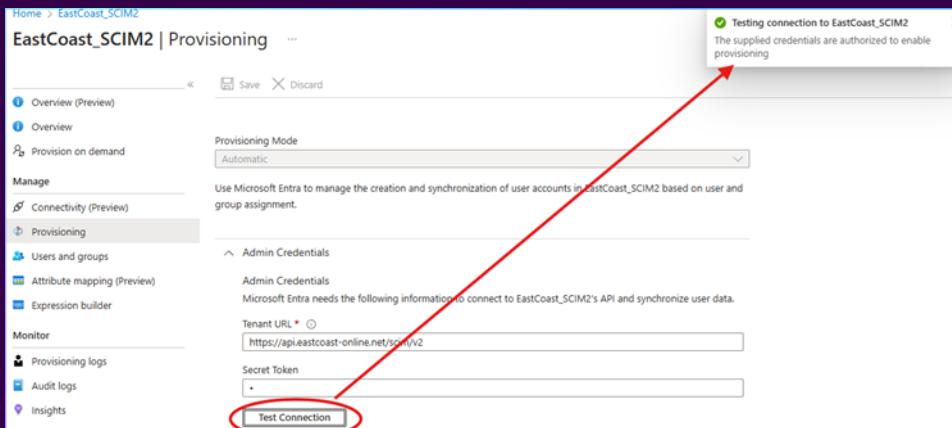 Home > EastCoast_SCIM2
EastCoast_SCIM2 | Provisioning ...
Testing connection to EastCoast_SCIM2
The supplied credentials are authorized to enable
provisioning
«
Save Discard
Overview (Preview)
Overview
Provision on demand
Manage
Connectivity (Preview)
Provisioning
Users and groups
Attribute mapping (Preview)
Expression builder
Monitor
Provisioning logs
Audit logs
Insights
Provisioning Mode
Automatic
Use Microsoft Entra to manage the creation and synchronization of user accounts in EastCoast_SCIM2 based on user and
group assignment.
Admin Credentials
Admin Credentials
Microsoft Entra needs the following information to connect to EastCoast_SCIM2's API and synchronize user data.
Tenant URL *
https://api.eastcoast-online.net/scim/v2
Secret Token
•
Test Connection